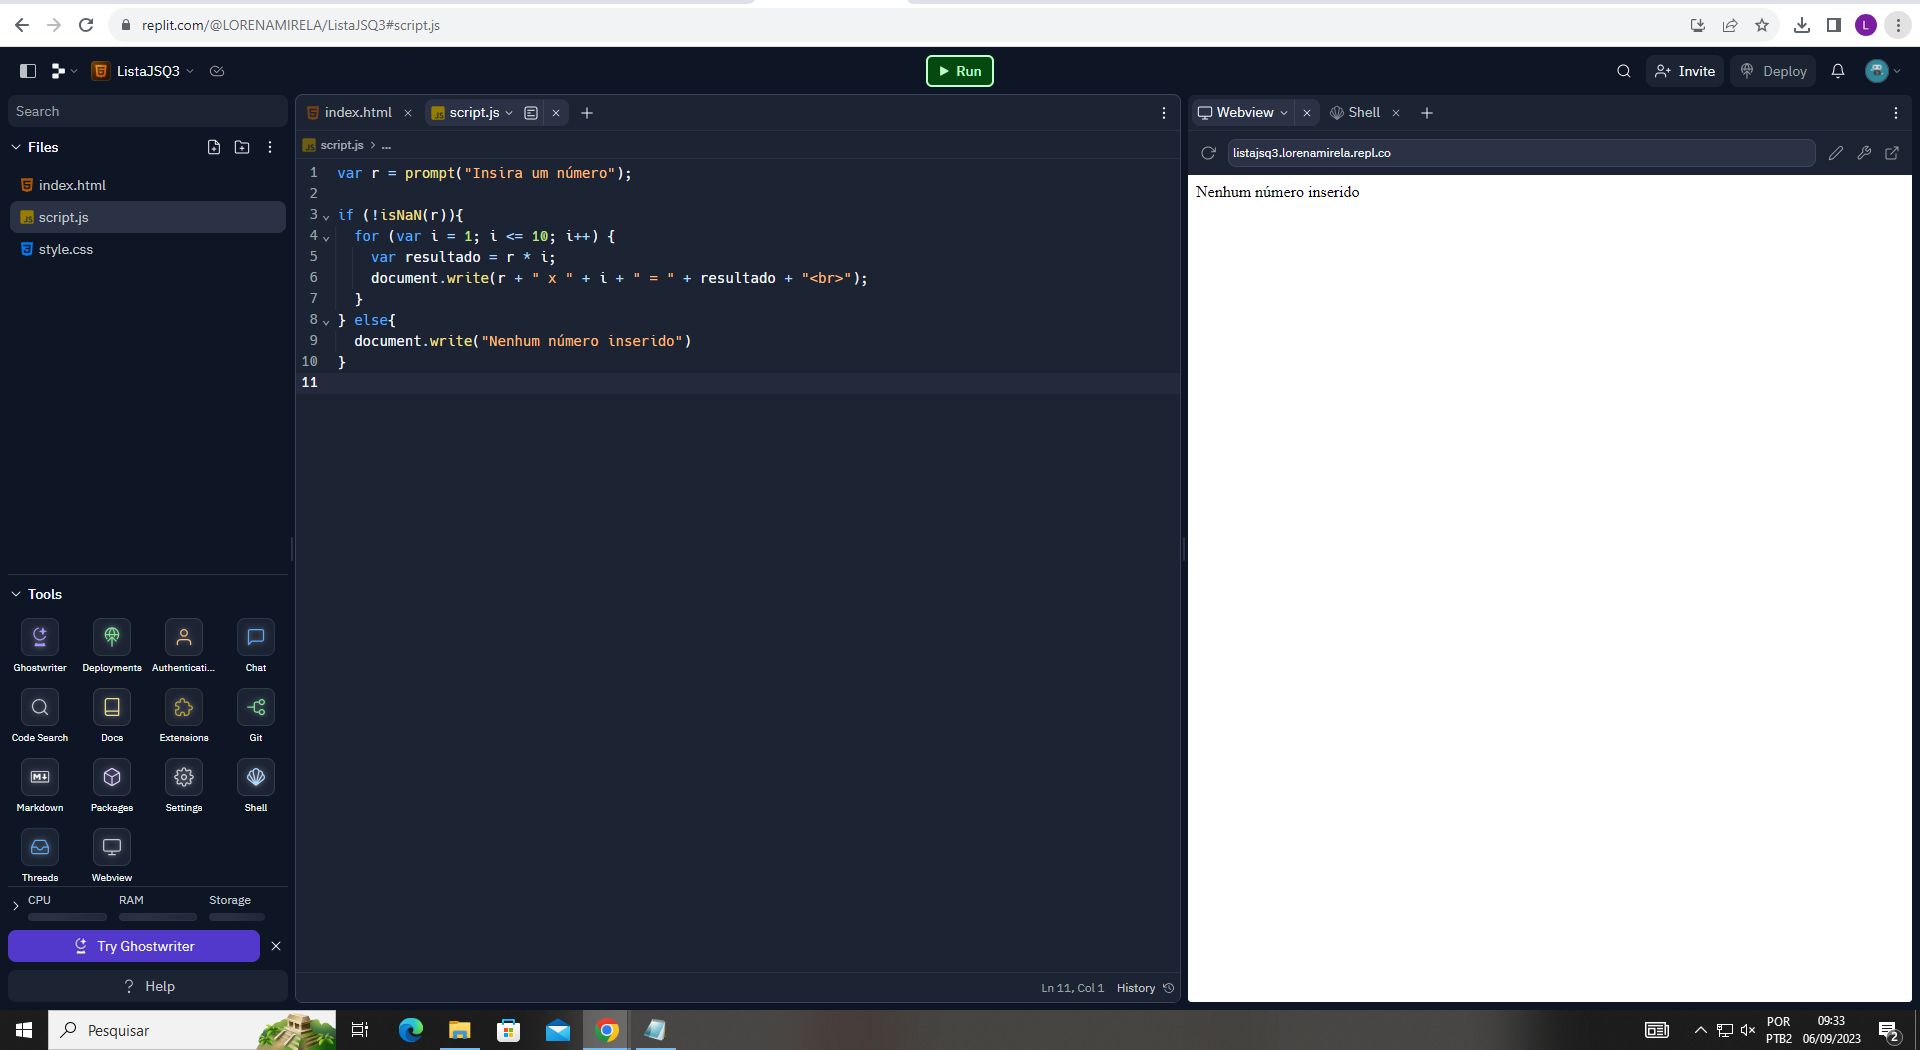 replit.com/@LORENAMIRELA/ListaJSQ3#script.js
L
ListaJSQ3
Run
Invite
Deploy
Search
Files
index.html
script.js
style.css
index.html
script.js
script.js > ...
1 var r = prompt("Insira um número");
2
3 if (!isNaN(r)){
4 for (var i = 1; i <= 10; i++) {
5 var resultado = r * i;
6 document.write(r + " x " + i + " = " + resultado + "<br>");
7 }
8 } else{
9 document.write("Nenhum número inserido")
10 }
11
Ln 11, Col 1 History
Webview
Shell
listajsq3.lorenamirela.repl.co
Nenhum número inserido
Tools
Ghostwriter Deployments Authenticati... Chat
Code Search Docs Extensions Git
Markdown Packages Settings Shell
Threads Webview
CPU RAM Storage
Try Ghostwriter
? Help
Pesquisar
POR
PTB2
09:33
06/09/2023
2